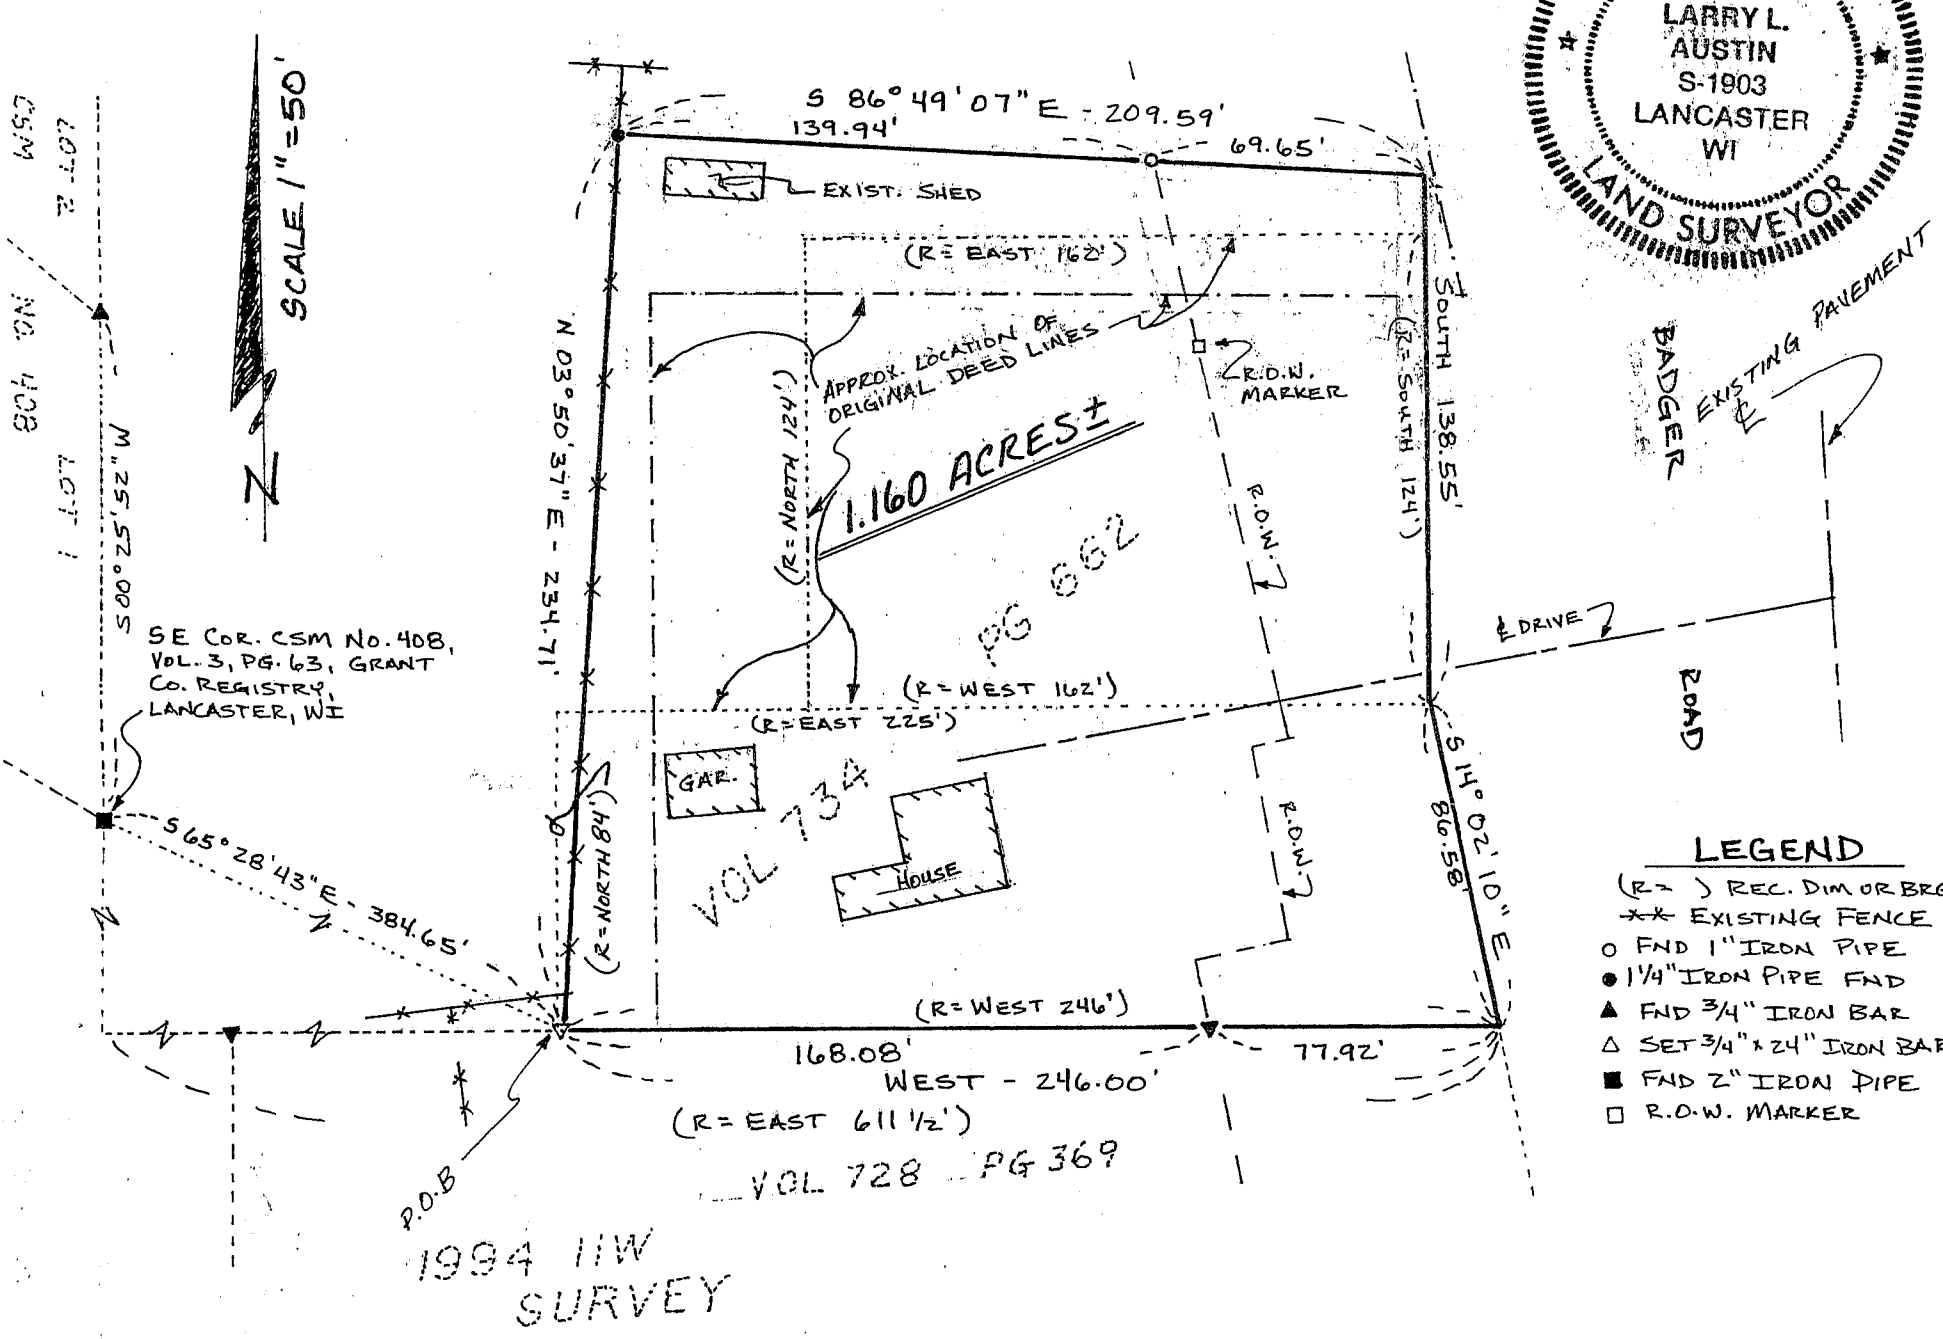 LARRY L.
AUSTIN
S-1903
LANCASTER
WI
LAND SURVEYOR
SCALE 1"=50'
N
CSM
NO 408
LOT 2
LOT 1
S 00°52'52" W
S 86°49'07" E - 209.59'
139.94'
69.65'
EXIST. SHED
(R= EAST 162')
N 03°50'37" E - 234.71'
APPROX. LOCATION OF
ORIGINAL DEED LINES
R.O.W.
MARKER
SOUTH 138.55'
(R= SOUTH 124')
(R= NORTH 124')
1.160 ACRES±
R.O.W.
PG 662
BADGER
ROAD
EXISTING PAVEMENT
℄
℄ DRIVE
SE COR. CSM NO. 408,
VOL. 3, PG. 63, GRANT
CO. REGISTRY,
LANCASTER, WI
(R=WEST 162')
(R=EAST 225')
GAR.
VOL 734
HOUSE
R.O.W.
S 14°02'10" E
86.58'
S 65°28'43" E - 384.65'
(R=NORTH 84')
(R=WEST 246')
168.08'
77.92'
WEST - 246.00'
(R= EAST 611 1/2')
VOL 728 PG 369
P.O.B
1994 IIW
SURVEY
LEGEND
(R= ) REC. DIM OR BRG
EXISTING FENCE
FND 1" IRON PIPE
1 1/4" IRON PIPE FND
FND 3/4" IRON BAR
SET 3/4" x 24" IRON BAR
FND 2" IRON PIPE
R.O.W. MARKER